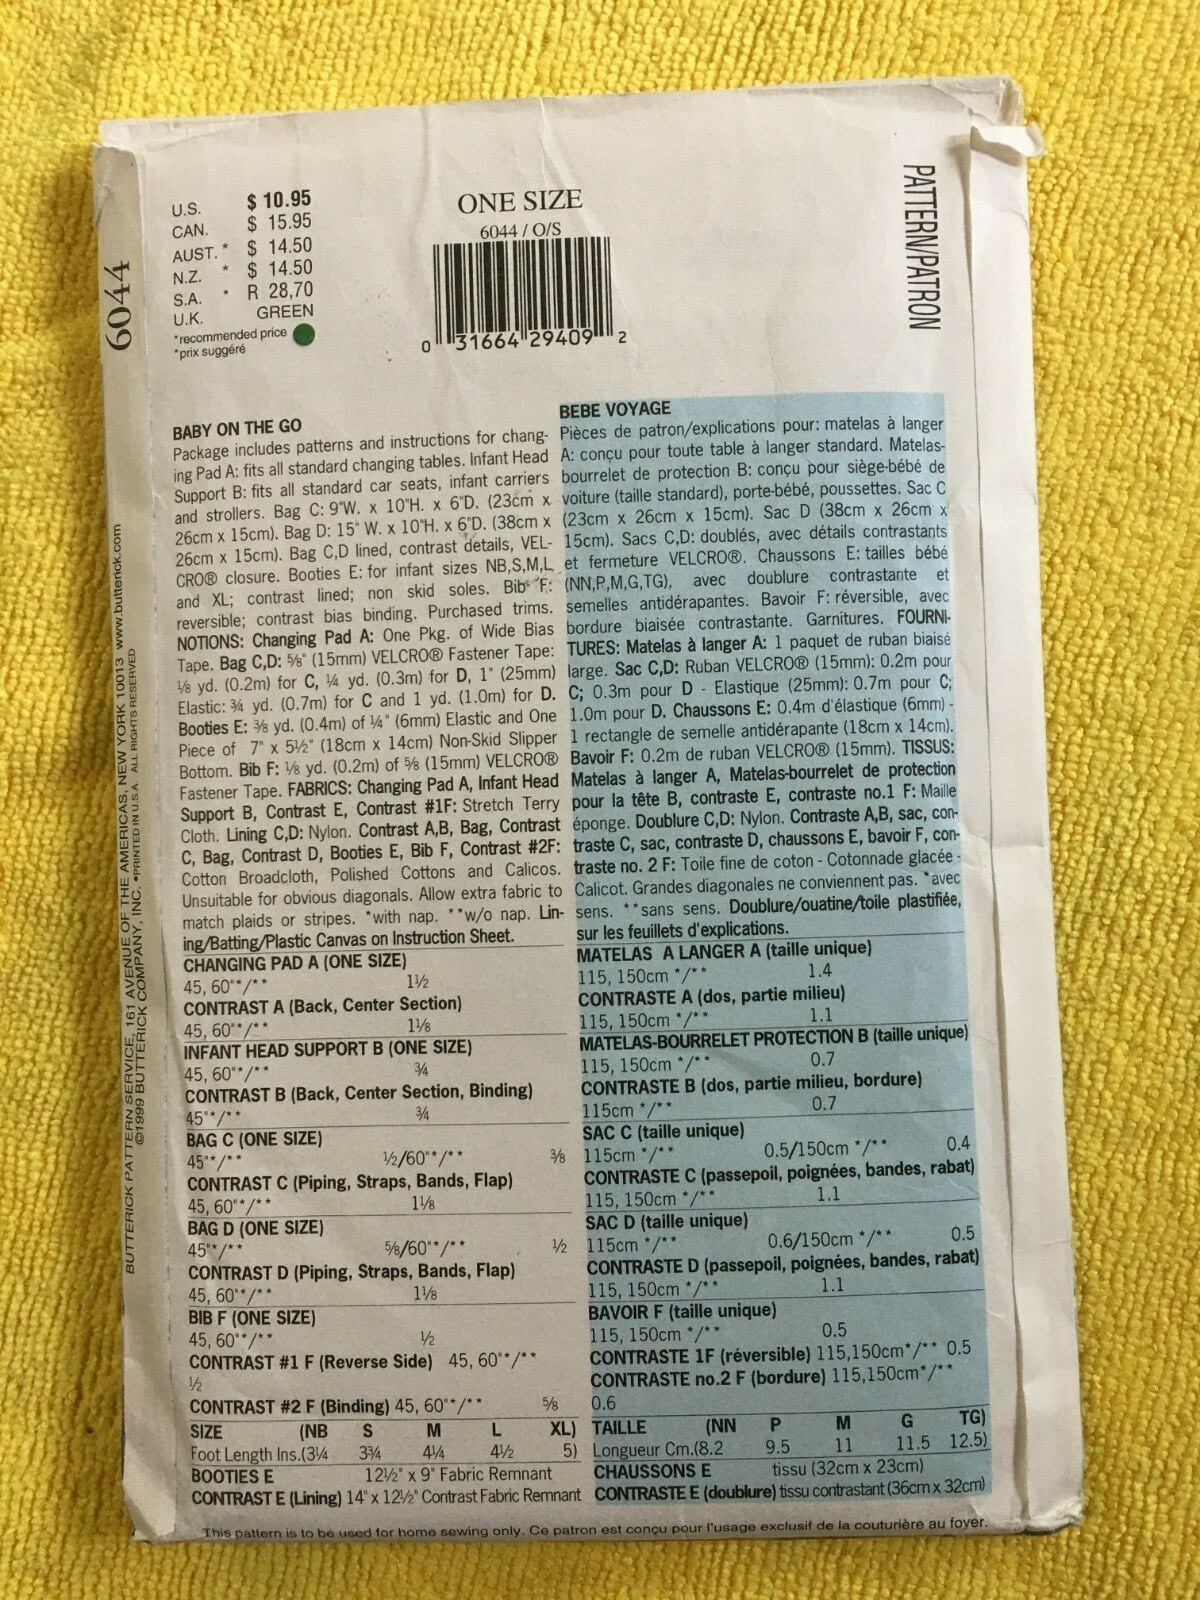 6044
BUTTERICK PATTERN SERVICE, 161 AVENUE OF THE AMERICAS, NEW YORK 10013 www.butterick.com
©1999 BUTTERICK COMPANY, INC. •PRINTED IN U.S.A. ALL RIGHTS RESERVED
U.S. $ 10.95
CAN. $ 15.95
AUST. * $ 14.50
N.Z. * $ 14.50
S.A. * R 28,70
U.K. GREEN
*recommended price
*prix suggéré
ONE SIZE
6044 / O/S
0 31664 29409 2
PATTERN/PATRON
BABY ON THE GO
Package includes patterns and instructions for chang-
ing Pad A: fits all standard changing tables. Infant Head
Support B: fits all standard car seats, infant carriers
and strollers. Bag C: 9"W. x 10"H. x 6"D. (23cm x
26cm x 15cm). Bag D: 15" W. x 10"H. x 6"D. (38cm x
26cm x 15cm). Bag C,D lined, contrast details, VEL-
CRO® closure. Booties E: for infant sizes NB,S,M,L
and XL; contrast lined; non skid soles. Bib F:
reversible; contrast bias binding. Purchased trims.
NOTIONS: Changing Pad A: One Pkg. of Wide Bias
Tape. Bag C,D: ⅝" (15mm) VELCRO® Fastener Tape:
⅛ yd. (0.2m) for C, ¼ yd. (0.3m) for D, 1" (25mm)
Elastic: ¾ yd. (0.7m) for C and 1 yd. (1.0m) for D.
Booties E: ⅜ yd. (0.4m) of ¼" (6mm) Elastic and One
Piece of 7" x 5½" (18cm x 14cm) Non-Skid Slipper
Bottom. Bib F: ⅛ yd. (0.2m) of ⅝ (15mm) VELCRO®
Fastener Tape. FABRICS: Changing Pad A, Infant Head
Support B, Contrast E, Contrast #1F: Stretch Terry
Cloth. Lining C,D: Nylon. Contrast A,B, Bag, Contrast
C, Bag, Contrast D, Booties E, Bib F, Contrast #2F:
Cotton Broadcloth, Polished Cottons and Calicos.
Unsuitable for obvious diagonals. Allow extra fabric to
match plaids or stripes. *with nap. **w/o nap. Lin-
ing/Batting/Plastic Canvas on Instruction Sheet.
CHANGING PAD A (ONE SIZE)
45, 60"*/** 1½
CONTRAST A (Back, Center Section)
45, 60"*/** 1⅛
INFANT HEAD SUPPORT B (ONE SIZE)
45, 60"*/** ¾
CONTRAST B (Back, Center Section, Binding)
45"*/** ¾
BAG C (ONE SIZE)
45"*/** ½/60"*/** ⅜
CONTRAST C (Piping, Straps, Bands, Flap)
45, 60"*/** 1⅛
BAG D (ONE SIZE)
45"*/** ⅝/60"*/** ½
CONTRAST D (Piping, Straps, Bands, Flap)
45, 60"*/** 1⅛
BIB F (ONE SIZE)
45, 60"*/** ½
CONTRAST #1 F (Reverse Side) 45, 60"*/**
½
CONTRAST #2 F (Binding) 45, 60"*/** ⅝
SIZE (NB S M L XL)
Foot Length Ins.(3¼ 3¾ 4¼ 4½ 5)
BOOTIES E 12½" x 9" Fabric Remnant
CONTRAST E (Lining) 14" x 12½" Contrast Fabric Remnant
BEBE VOYAGE
Pièces de patron/explications pour: matelas à langer
A: conçu pour toute table à langer standard. Matelas-
bourrelet de protection B: conçu pour siège-bébé de
voiture (taille standard), porte-bébé, poussettes. Sac C
(23cm x 26cm x 15cm). Sac D (38cm x 26cm x
15cm). Sacs C,D: doublés, avec détails contrastants
et fermeture VELCRO®. Chaussons E: tailles bébé
(NN,P,M,G,TG), avec doublure contrastante et
semelles antidérapantes. Bavoir F: réversible, avec
bordure biaisée contrastante. Garnitures. FOURNI-
TURES: Matelas à langer A: 1 paquet de ruban biaisé
large. Sac C,D: Ruban VELCRO® (15mm): 0.2m pour
C; 0.3m pour D - Elastique (25mm): 0.7m pour C;
1.0m pour D. Chaussons E: 0.4m d'élastique (6mm) -
1 rectangle de semelle antidérapante (18cm x 14cm).
Bavoir F: 0.2m de ruban VELCRO® (15mm). TISSUS:
Matelas à langer A, Matelas-bourrelet de protection
pour la tête B, contraste E, contraste no.1 F: Maille
éponge. Doublure C,D: Nylon. Contraste A,B, sac, con-
traste C, sac, contraste D, chaussons E, bavoir F, con-
traste no. 2 F: Toile fine de coton - Cotonnade glacée -
Calicot. Grandes diagonales ne conviennent pas. *avec
sens. **sans sens. Doublure/ouatine/toile plastifiée,
sur les feuillets d'explications.
MATELAS A LANGER A (taille unique)
115, 150cm */** 1.4
CONTRASTE A (dos, partie milieu)
115, 150cm */** 1.1
MATELAS-BOURRELET PROTECTION B (taille unique)
115, 150cm */** 0.7
CONTRASTE B (dos, partie milieu, bordure)
115cm */** 0.7
SAC C (taille unique)
115cm */** 0.5/150cm */** 0.4
CONTRASTE C (passepoil, poignées, bandes, rabat)
115, 150cm */** 1.1
SAC D (taille unique)
115cm */** 0.6/150cm */** 0.5
CONTRASTE D (passepoil, poignées, bandes, rabat)
115, 150cm */** 1.1
BAVOIR F (taille unique)
115, 150cm */** 0.5
CONTRASTE 1F (réversible) 115,150cm*/** 0.5
CONTRASTE no.2 F (bordure) 115,150cm*/**
0.6
TAILLE (NN P M G TG)
Longueur Cm.(8.2 9.5 11 11.5 12.5)
CHAUSSONS E tissu (32cm x 23cm)
CONTRASTE E (doublure) tissu contrastant (36cm x 32cm)
This pattern is to be used for home sewing only. Ce patron est conçu pour l'usage exclusif de la couturière au foyer.